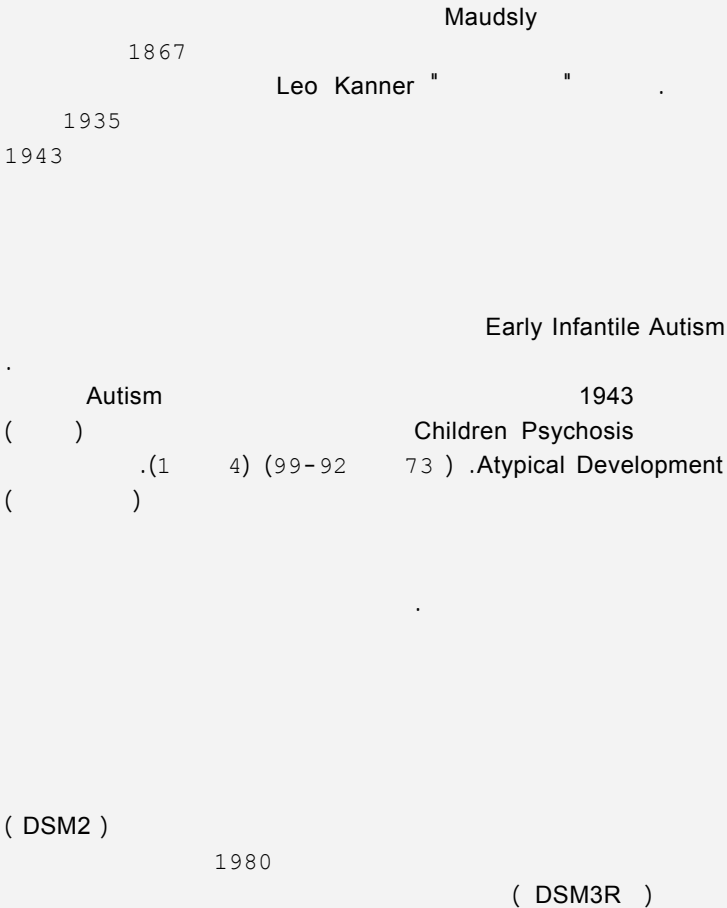 Maudsly
1867
Leo Kanner " " .
1935
1943
Early Infantile Autism
.
Autism 1943
( ) Children Psychosis
.(1 4) (99-92 73 ) .Atypical Development
( )
.
( DSM2 )
1980
( DSM3R )